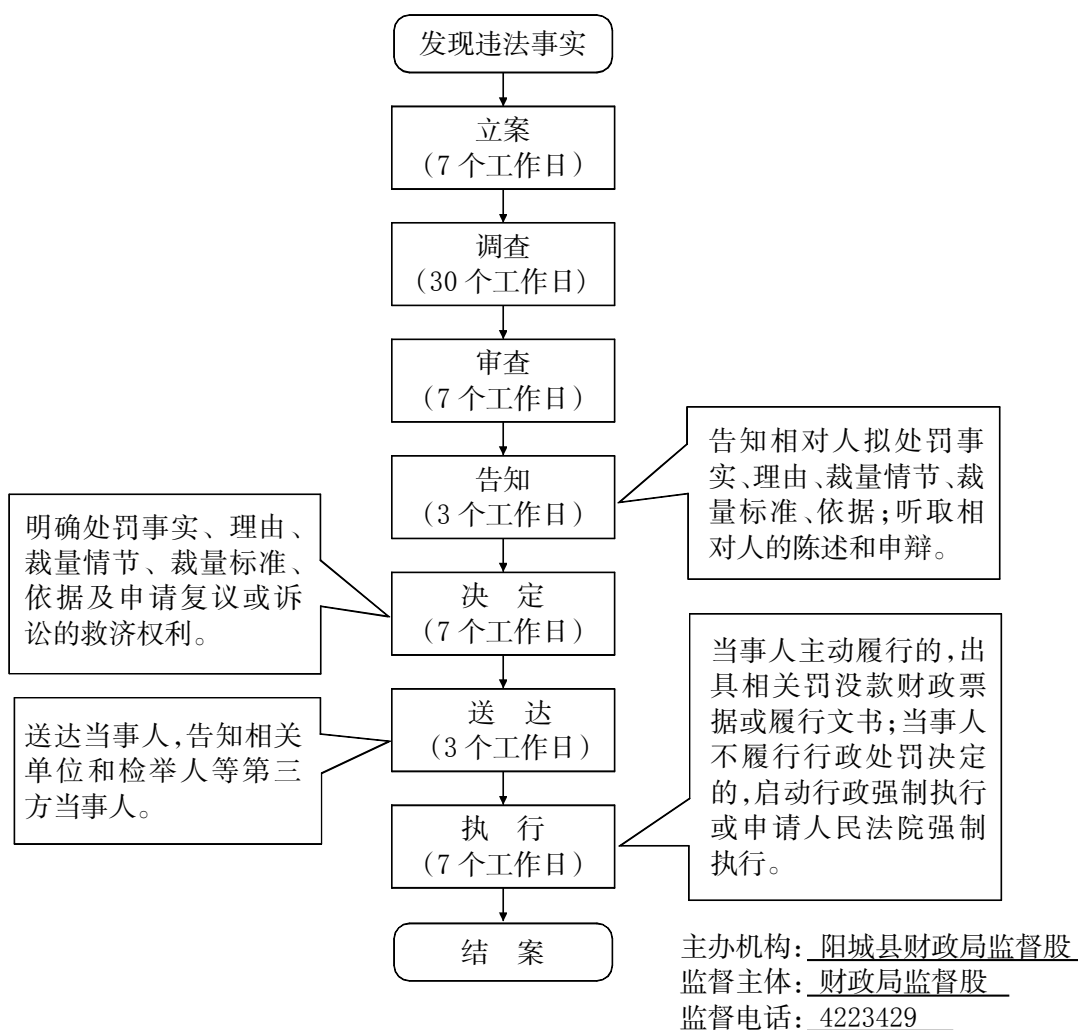 发现违法事实
立案
(7 个工作日)
调查
(30 个工作日)
审查
(7 个工作日)
告知
(3 个工作日)
告知相对人拟处罚事
实、理由、裁量情节、裁
量标准、依据;听取相
对人的陈述和申辩。
明确处罚事实、理由、
裁量情节、裁量标准、
依据及申请复议或诉
讼的救济权利。
决 定
(7 个工作日)
送达当事人,告知相关
单位和检举人等第三
方当事人。
送 达
(3 个工作日)
当事人主动履行的,出
具相关罚没款财政票
据或履行文书;当事人
不履行行政处罚决定
的,启动行政强制执行
或申请人民法院强制
执行。
执 行
(7 个工作日)
结 案
主办机构: 阳城县财政局监督股
监督主体: 财政局监督股
监督电话: 4223429